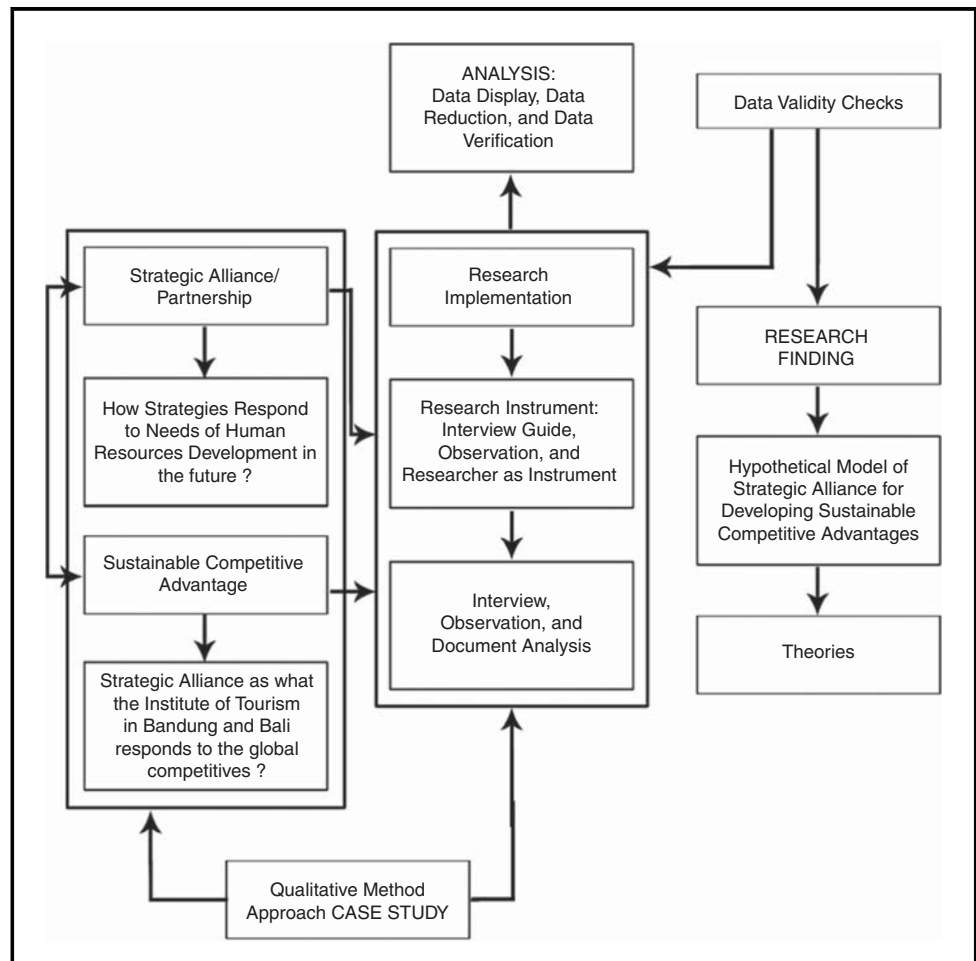 ANALYSIS:
Data Display, Data
Reduction, and Data
Verification
Data Validity Checks
Strategic Alliance/
Partnership
How Strategies Respond
to Needs of Human
Resources Development in
the future ?
Sustainable Competitive
Advantage
Strategic Alliance as what
the Institute of Tourism
in Bandung and Bali
responds to the global
competitives ?
Research
Implementation
Research Instrument:
Interview Guide,
Observation, and
Researcher as Instrument
Interview,
Observation, and
Document Analysis
RESEARCH
FINDING
Hypothetical Model of
Strategic Alliance for
Developing Sustainable
Competitive Advantages
Theories
Qualitative Method
Approach CASE STUDY